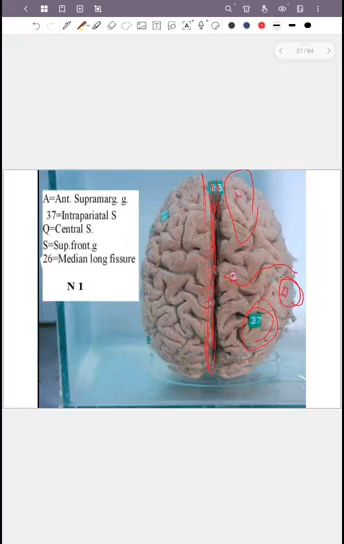 37/84
A=Ant. Supramarg. g.
37=Intrapariatal S
Q=Central S.
S=Sup.front.g
26=Median long fissure
N 1
37